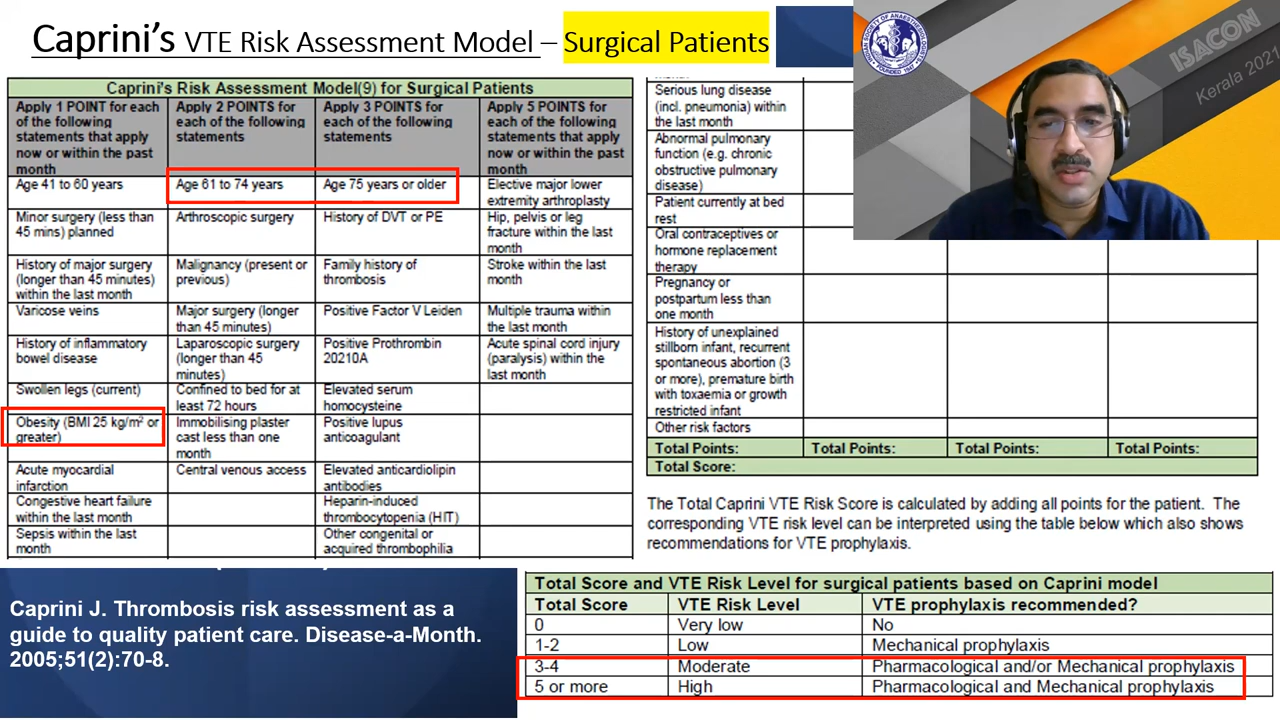 Caprini's VTE Risk Assessment Model – Surgical Patients
Caprini's Risk Assessment Model(9) for Surgical Patients
Apply 1 POINT for each
of the following
statements that apply
now or within the past
month
Apply 2 POINTS for
each of the following
statements
Apply 3 POINTS for
each of the following
statements
Apply 5 POINTS for
each of the following
statements that apply
now or within the past
month
Age 41 to 60 years
Age 61 to 74 years
Age 75 years or older
Elective major lower
extremity arthroplasty
Minor surgery (less than
45 mins) planned
Arthroscopic surgery
History of DVT or PE
Hip, pelvis or leg
fracture within the last
month
History of major surgery
(longer than 45 minutes)
within the last month
Malignancy (present or
previous)
Family history of
thrombosis
Stroke within the last
month
Varicose veins
Major surgery (longer
than 45 minutes)
Positive Factor V Leiden
Multiple trauma within
the last month
History of inflammatory
bowel disease
Laparoscopic surgery
(longer than 45
minutes)
Positive Prothrombin
20210A
Acute spinal cord injury
(paralysis) within the
last month
Swollen legs (current)
Confined to bed for at
least 72 hours
Elevated serum
homocysteine
Obesity (BMI 25 kg/m² or
greater)
Immobilising plaster
cast less than one
month
Positive lupus
anticoagulant
Acute myocardial
infarction
Central venous access
Elevated anticardiolipin
antibodies
Congestive heart failure
within the last month
Heparin-induced
thrombocytopenia (HIT)
Sepsis within the last
month
Other congenital or
acquired thrombophilia
Serious lung disease
(incl. pneumonia) within
the last month
Abnormal pulmonary
function (e.g. chronic
obstructive pulmonary
disease)
Patient currently at bed
rest
Oral contraceptives or
hormone replacement
therapy
Pregnancy or
postpartum less than
one month
History of unexplained
stillborn infant, recurrent
spontaneous abortion (3
or more), premature birth
with toxaemia or growth
restricted infant
Other risk factors
Total Points: Total Points: Total Points: Total Points:
Total Score:
The Total Caprini VTE Risk Score is calculated by adding all points for the patient. The
corresponding VTE risk level can be interpreted using the table below which also shows
recommendations for VTE prophylaxis.
Caprini J. Thrombosis risk assessment as a
guide to quality patient care. Disease-a-Month.
2005;51(2):70-8.
Total Score and VTE Risk Level for surgical patients based on Caprini model
Total Score VTE Risk Level VTE prophylaxis recommended?
0 Very low No
1-2 Low Mechanical prophylaxis
3-4 Moderate Pharmacological and/or Mechanical prophylaxis
5 or more High Pharmacological and Mechanical prophylaxis
ISACON
Kerala 2021